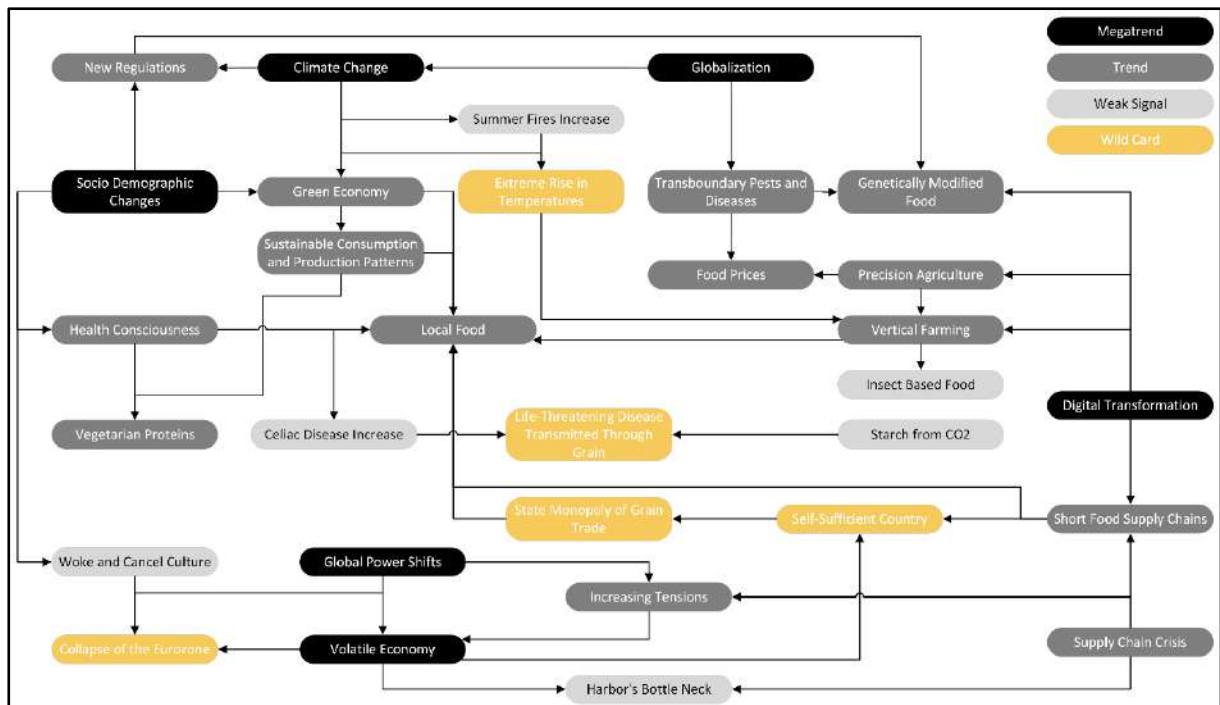 Megatrend
New Regulations
Climate Change
Globalization
Trend
Weak Signal
Summer Fires Increase
Wild Card
Socio Demographic
Changes
Green Economy
Extreme Rise in
Temperatures
Transboundary Pests and
Diseases
Genetically Modified
Food
Sustainable Consumption
and Production Patterns
Food Prices
Precision Agriculture
Health Consciousness
Local Food
Vertical Farming
Insect Based Food
Digital Transformation
Vegetarian Proteins
Celiac Disease Increase
Life-Threatening Disease
Transmitted Through
Grain
Starch from CO2
State Monopoly of Grain
Trade
Self-Sufficient Country
Short Food Supply Chains
Woke and Cancel Culture
Global Power Shifts
Increasing Tensions
Collapse of the Eurozone
Volatile Economy
Supply Chain Crisis
Harbor's Bottle Neck